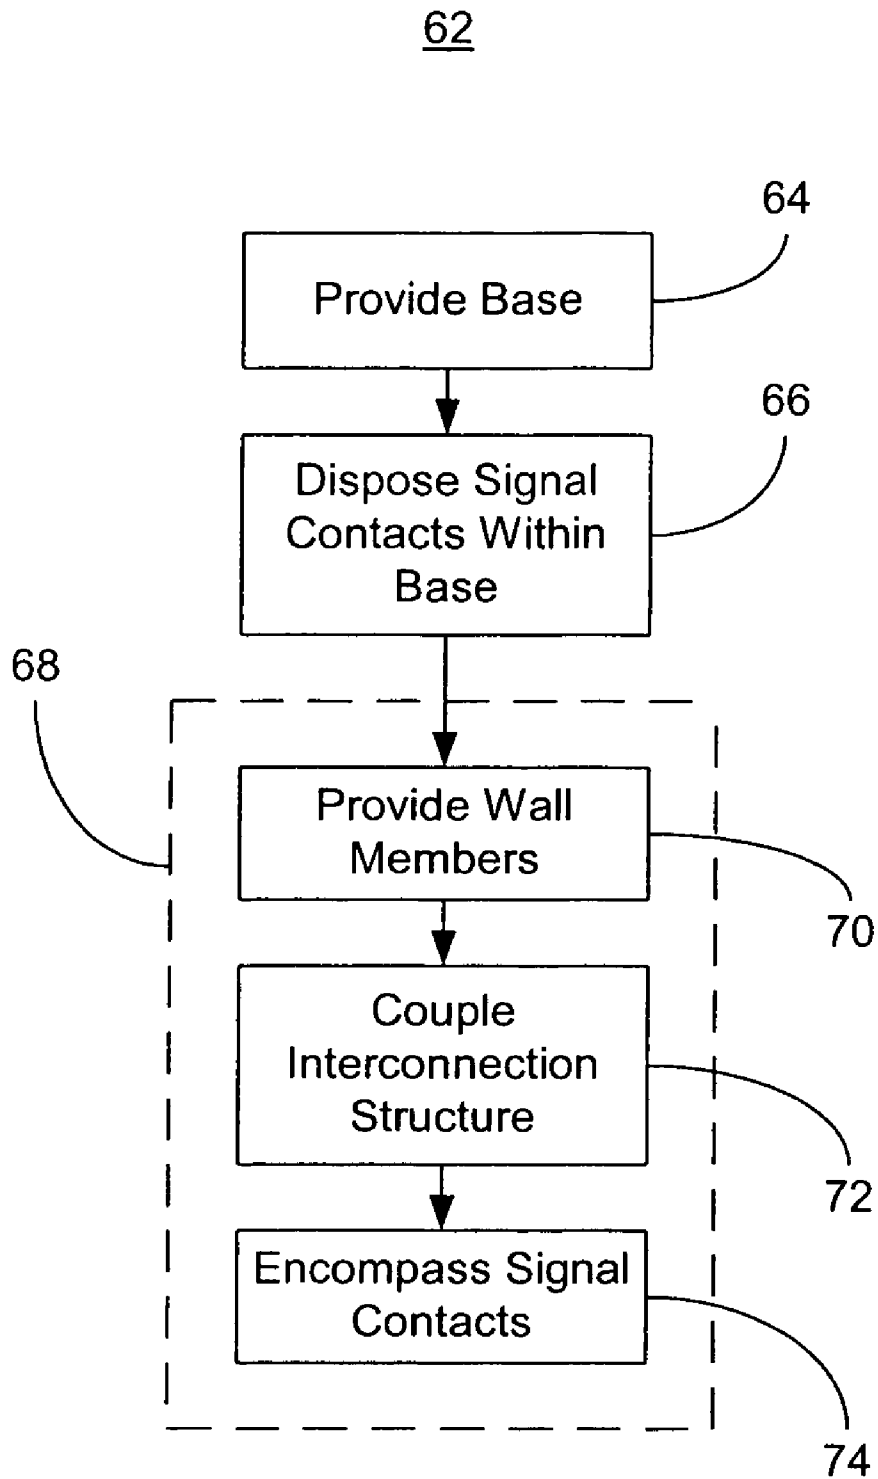 62
64
Provide Base
66
Dispose Signal
Contacts Within
Base
68
Provide Wall
Members
70
Couple
Interconnection
Structure
72
Encompass Signal
Contacts
74